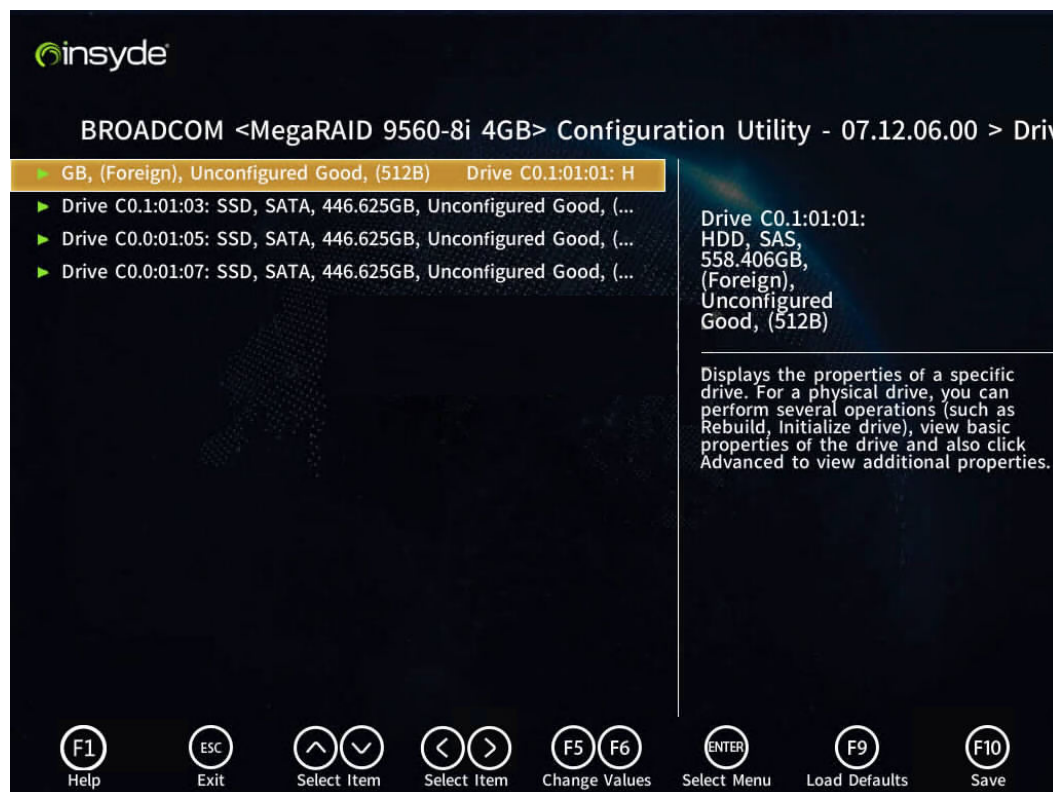 insyde
BROADCOM <MegaRAID 9560-8i 4GB> Configuration Utility - 07.12.06.00 > Driv
GB, (Foreign), Unconfigured Good, (512B) Drive C0.1:01:01: H
Drive C0.1:01:03: SSD, SATA, 446.625GB, Unconfigured Good, (...
Drive C0.0:01:05: SSD, SATA, 446.625GB, Unconfigured Good, (...
Drive C0.0:01:07: SSD, SATA, 446.625GB, Unconfigured Good, (...
Drive C0.1:01:01:
HDD, SAS,
558.406GB,
(Foreign),
Unconfigured
Good, (512B)
Displays the properties of a specific
drive. For a physical drive, you can
perform several operations (such as
Rebuild, Initialize drive), view basic
properties of the drive and also click
Advanced to view additional properties.
F1 ESC F5 F6 ENTER F9 F10
Help Exit Select Item Select Item Change Values Select Menu Load Defaults Save